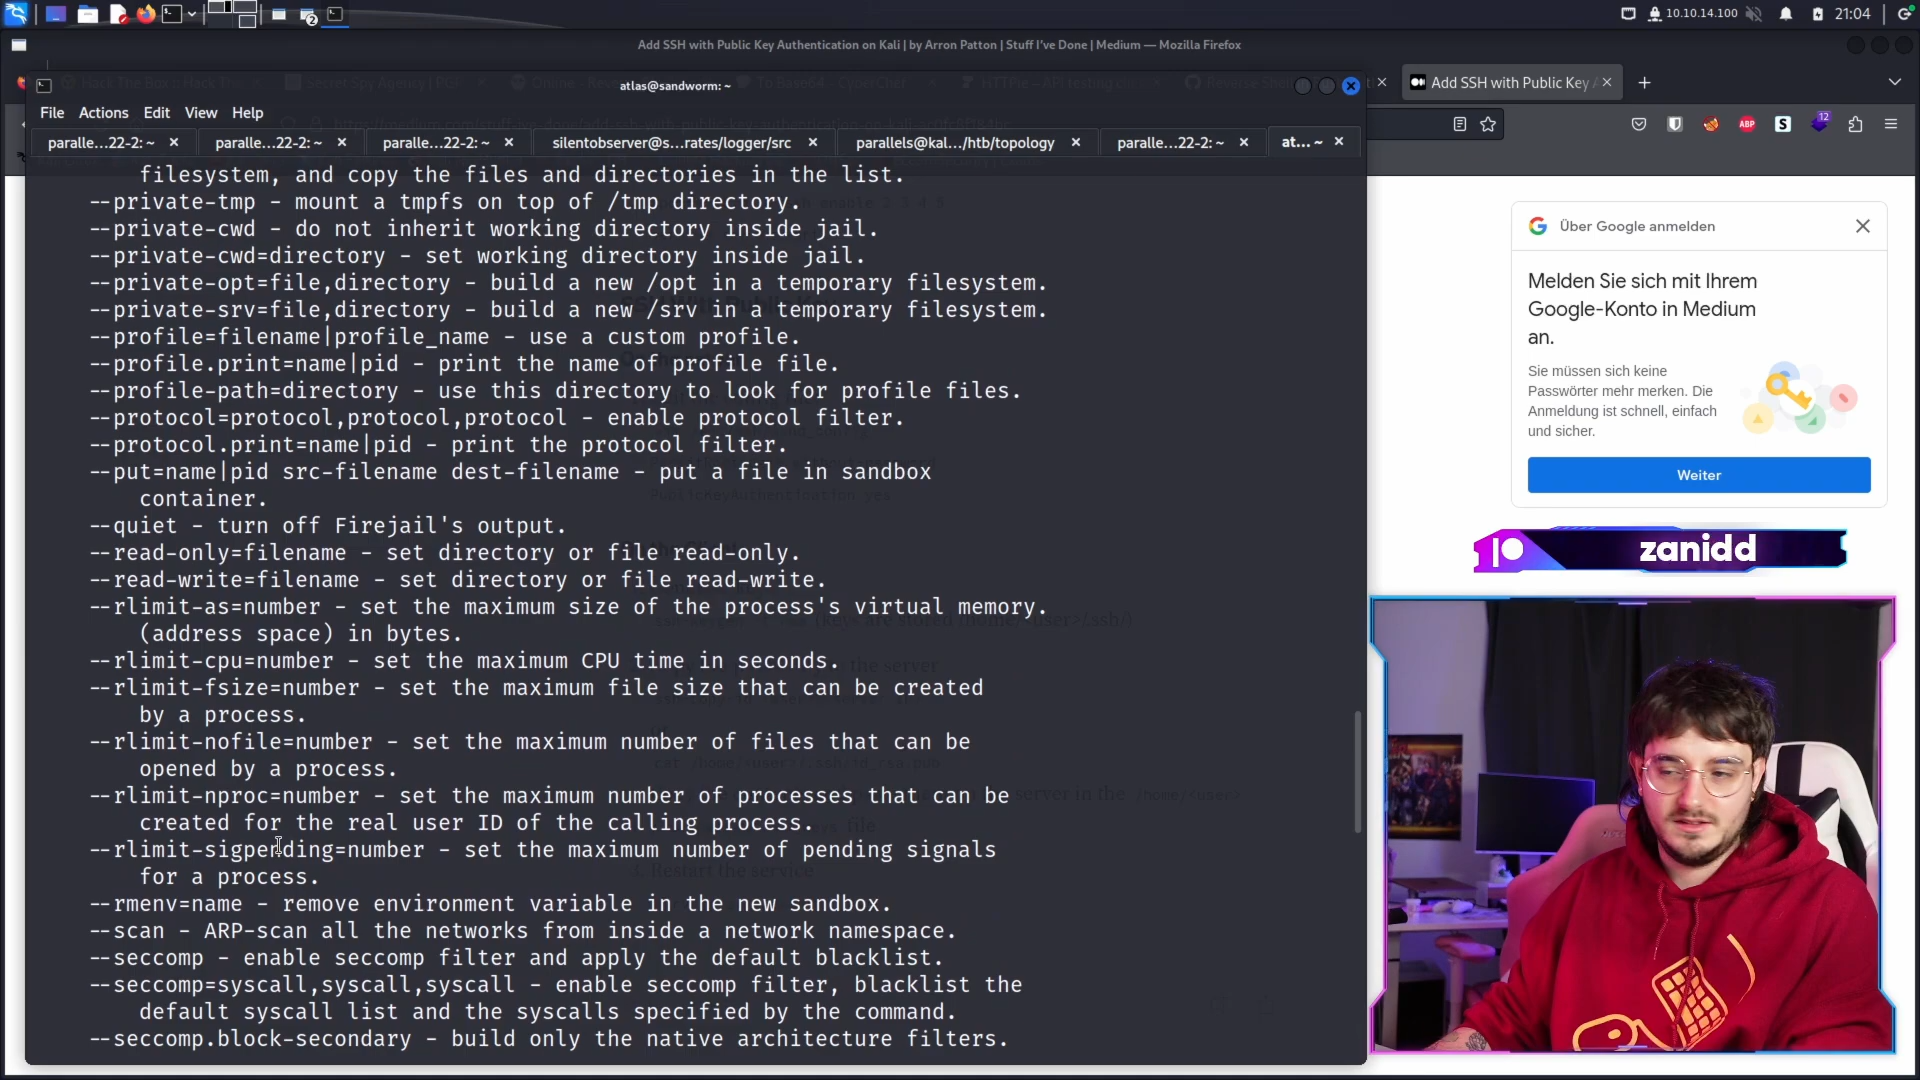 10.10.14.100
21:04
Add SSH with Public Key Authentication on Kali | by Arron Patton | Stuff I've Done | Medium — Mozilla Firefox
Add SSH with Public Key
atlas@sandworm: ~
File Actions Edit View Help
paralle...22-2: ~
paralle...22-2: ~
paralle...22-2: ~
silentobserver@s...rates/logger/src
parallels@kal.../htb/topology
paralle...22-2: ~
at... ~
ABP
S
12
filesystem, and copy the files and directories in the list.
--private-tmp - mount a tmpfs on top of /tmp directory.
--private-cwd - do not inherit working directory inside jail.
--private-cwd=directory - set working directory inside jail.
--private-opt=file,directory - build a new /opt in a temporary filesystem.
--private-srv=file,directory - build a new /srv in a temporary filesystem.
--profile=filename|profile_name - use a custom profile.
--profile.print=name|pid - print the name of profile file.
--profile-path=directory - use this directory to look for profile files.
--protocol=protocol,protocol,protocol - enable protocol filter.
--protocol.print=name|pid - print the protocol filter.
--put=name|pid src-filename dest-filename - put a file in sandbox
container.
--quiet - turn off Firejail's output.
--read-only=filename - set directory or file read-only.
--read-write=filename - set directory or file read-write.
--rlimit-as=number - set the maximum size of the process's virtual memory.
(address space) in bytes.
--rlimit-cpu=number - set the maximum CPU time in seconds.
--rlimit-fsize=number - set the maximum file size that can be created
by a process.
--rlimit-nofile=number - set the maximum number of files that can be
opened by a process.
--rlimit-nproc=number - set the maximum number of processes that can be
created for the real user ID of the calling process.
--rlimit-sigpending=number - set the maximum number of pending signals
for a process.
--rmenv=name - remove environment variable in the new sandbox.
--scan - ARP-scan all the networks from inside a network namespace.
--seccomp - enable seccomp filter and apply the default blacklist.
--seccomp=syscall,syscall,syscall - enable seccomp filter, blacklist the
default syscall list and the syscalls specified by the command.
--seccomp.block-secondary - build only the native architecture filters.
Über Google anmelden
Melden Sie sich mit Ihrem
Google-Konto in Medium
an.
Sie müssen sich keine
Passwörter mehr merken. Die
Anmeldung ist schnell, einfach
und sicher.
Weiter
zanidd